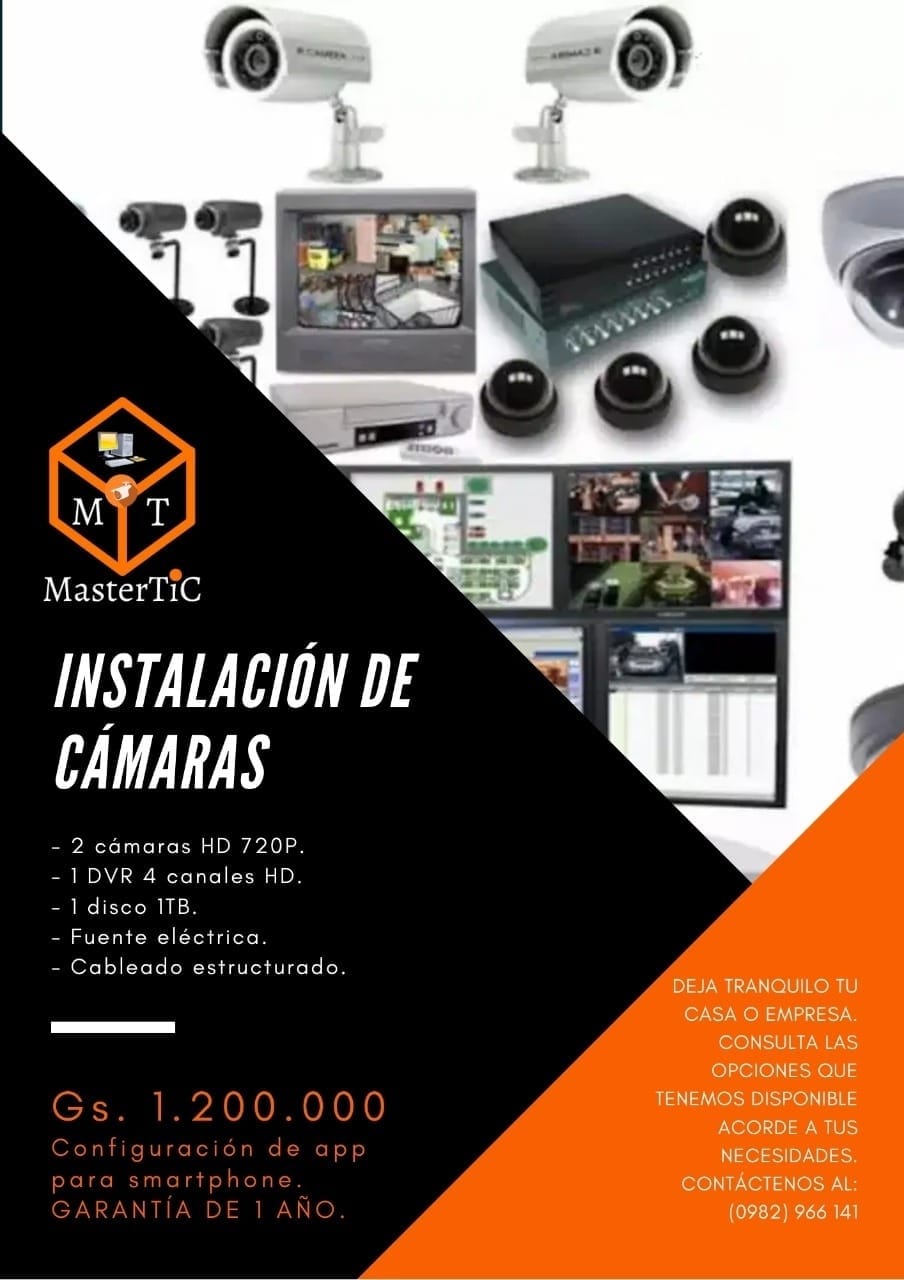 M T
MasterTiC
INSTALACIÓN DE
CÁMARAS
- 2 cámaras HD 720P.
- 1 DVR 4 canales HD.
- 1 disco 1TB.
- Fuente eléctrica.
- Cableado estructurado.
Gs. 1.200.000
Configuración de app
para smartphone.
GARANTÍA DE 1 AÑO.
DEJA TRANQUILO TU
CASA O EMPRESA.
CONSULTA LAS
OPCIONES QUE
TENEMOS DISPONIBLE
ACORDE A TUS
NECESIDADES.
CONTÁCTENOS AL:
(0982) 966 141